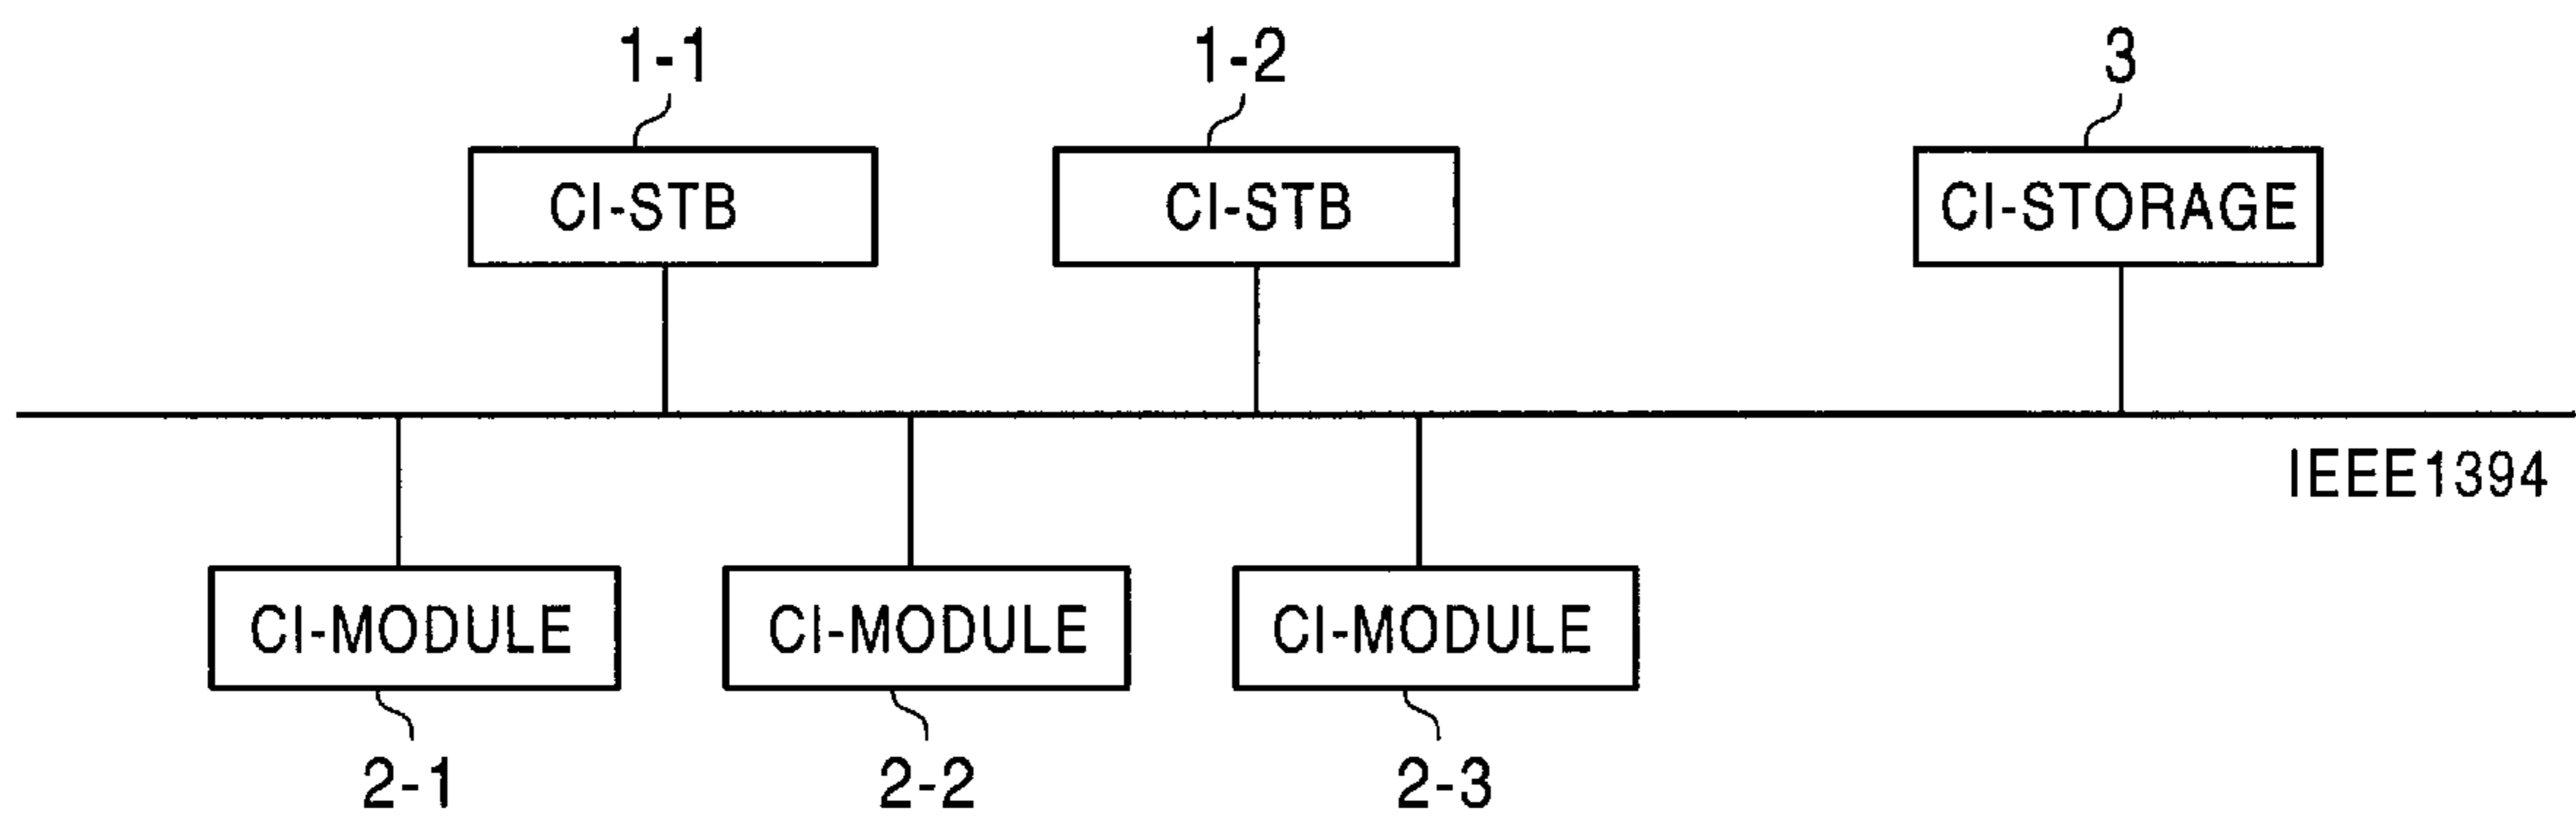 1-1 1-2 3
CI-STB CI-STB CI-STORAGE
IEEE1394
CI-MODULE CI-MODULE CI-MODULE
2-1 2-2 2-3